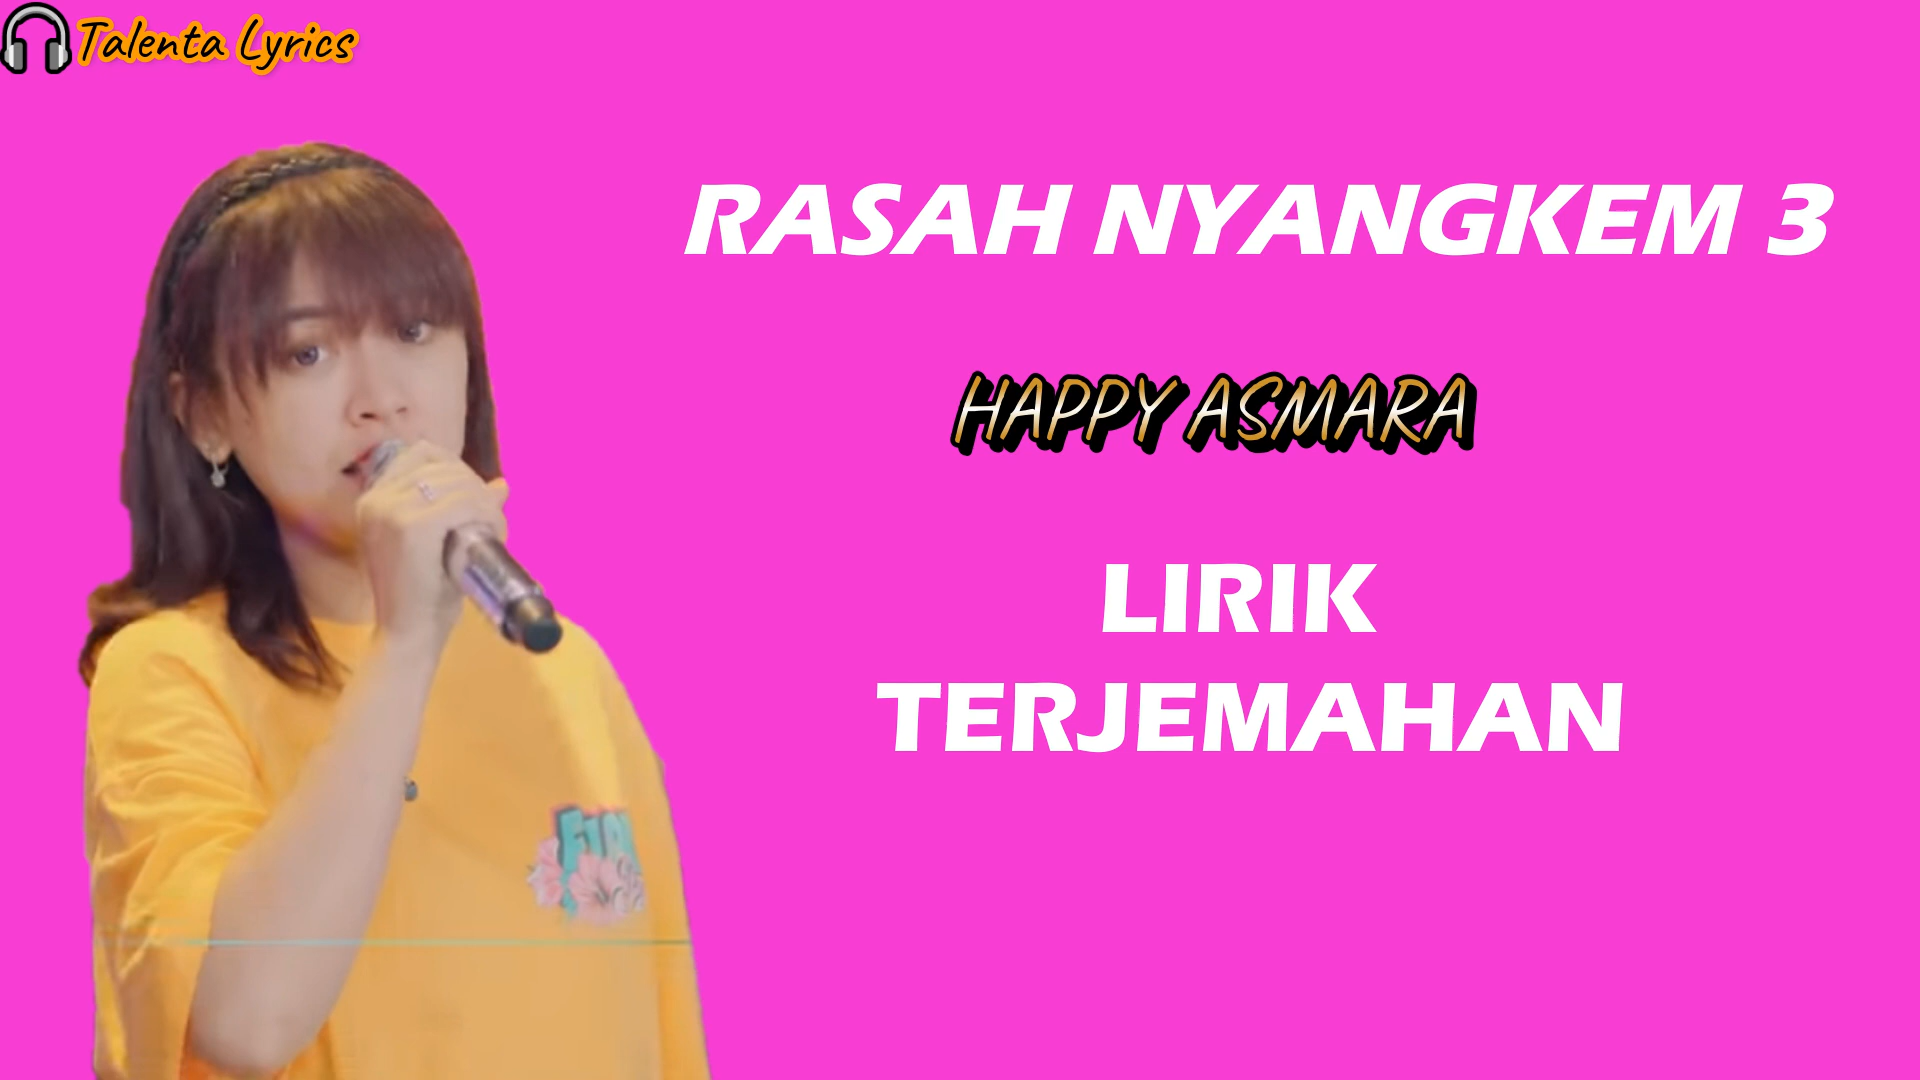 Talenta Lyrics
RASAH NYANGKEM 3
HAPPY ASMARA
LIRIK
TERJEMAHAN